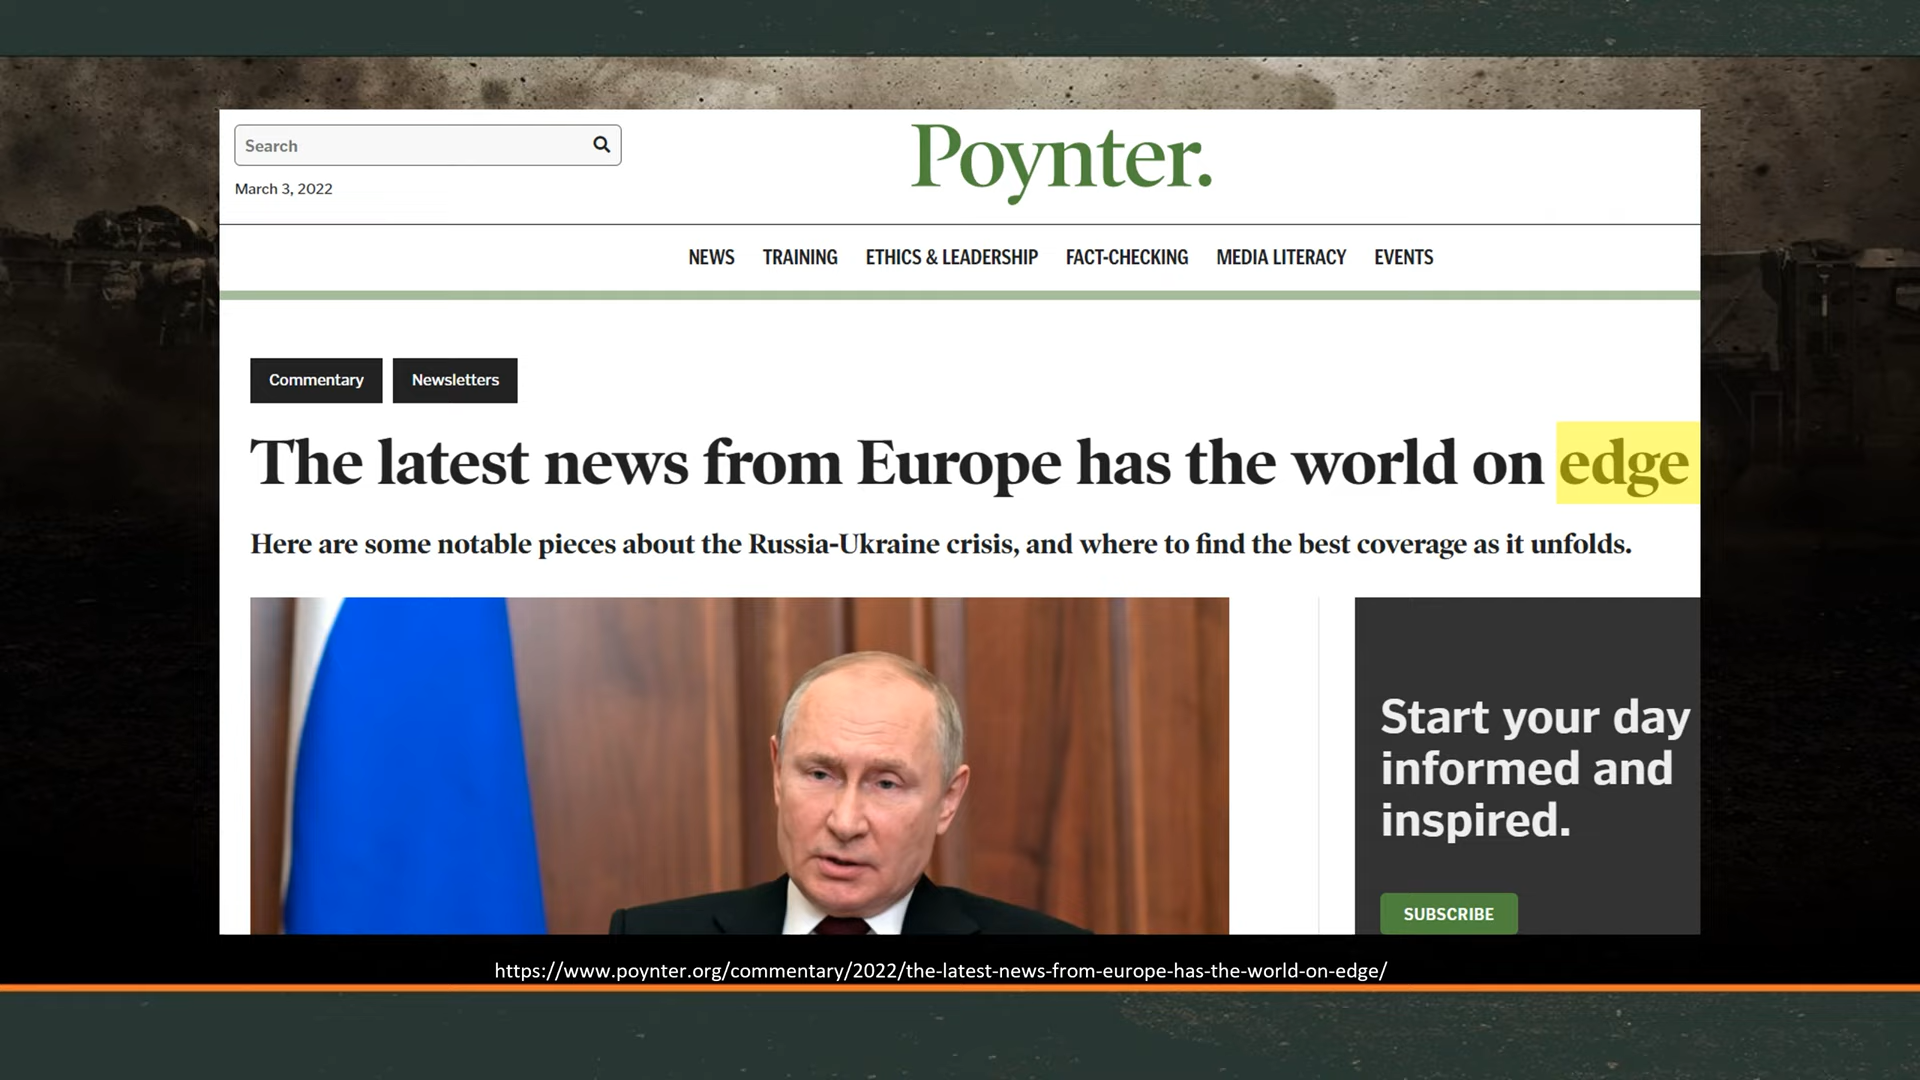 Search
Poynter.
March 3, 2022
NEWS TRAINING ETHICS & LEADERSHIP FACT-CHECKING MEDIA LITERACY EVENTS
Commentary Newsletters
The latest news from Europe has the world on edge
Here are some notable pieces about the Russia-Ukraine crisis, and where to find the best coverage as it unfolds.
Start your day
informed and
inspired.
SUBSCRIBE
https://www.poynter.org/commentary/2022/the-latest-news-from-europe-has-the-world-on-edge/